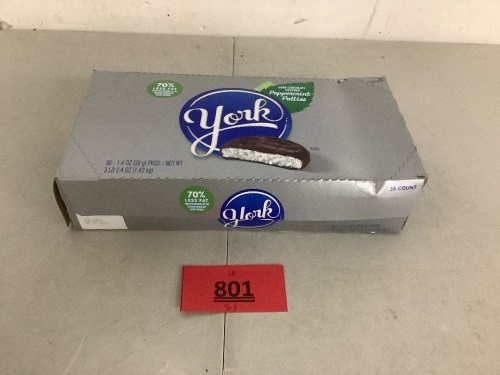 70%
LESS FAT
York
DARK CHOCOLATE
COVERED
Peppermint
Patties
36 - 1.4 OZ (39 g) PKGS. / NET WT
3 LB 2.4 OZ (1.42 kg)
70%
LESS FAT
York
36 COUNT
801